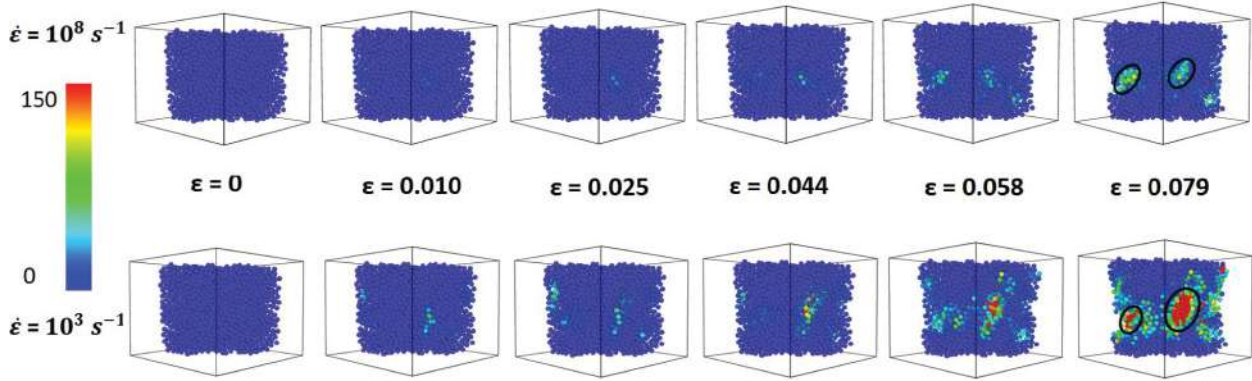 ε̇ = 10⁸ s⁻¹
150
0
ε = 0 ε = 0.010 ε = 0.025 ε = 0.044 ε = 0.058 ε = 0.079
ε̇ = 10³ s⁻¹